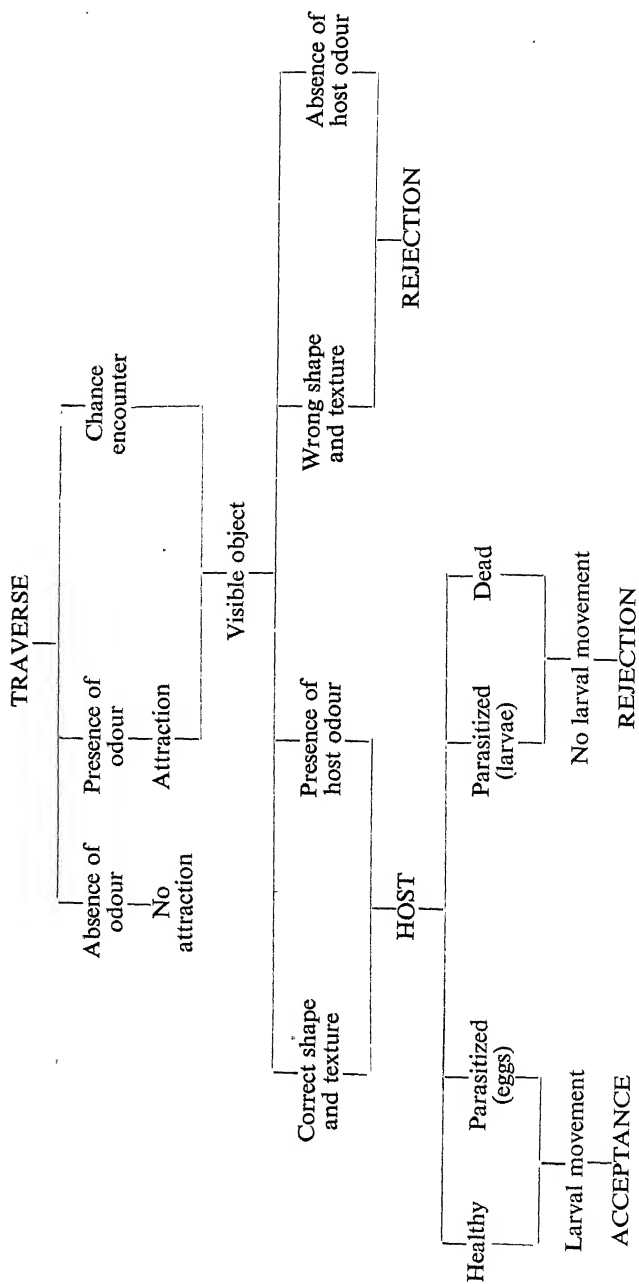 TRAVERSE
Absence of
odour
No
attraction
Presence of
odour
Attraction
Chance
encounter
Visible object
Correct shape
and texture
Presence of
host odour
Wrong shape
and texture
Absence of
host odour
HOST
REJECTION
Healthy
Parasitized
(eggs)
Parasitized
(larvae)
Dead
Larval movement
ACCEPTANCE
No larval movement
REJECTION